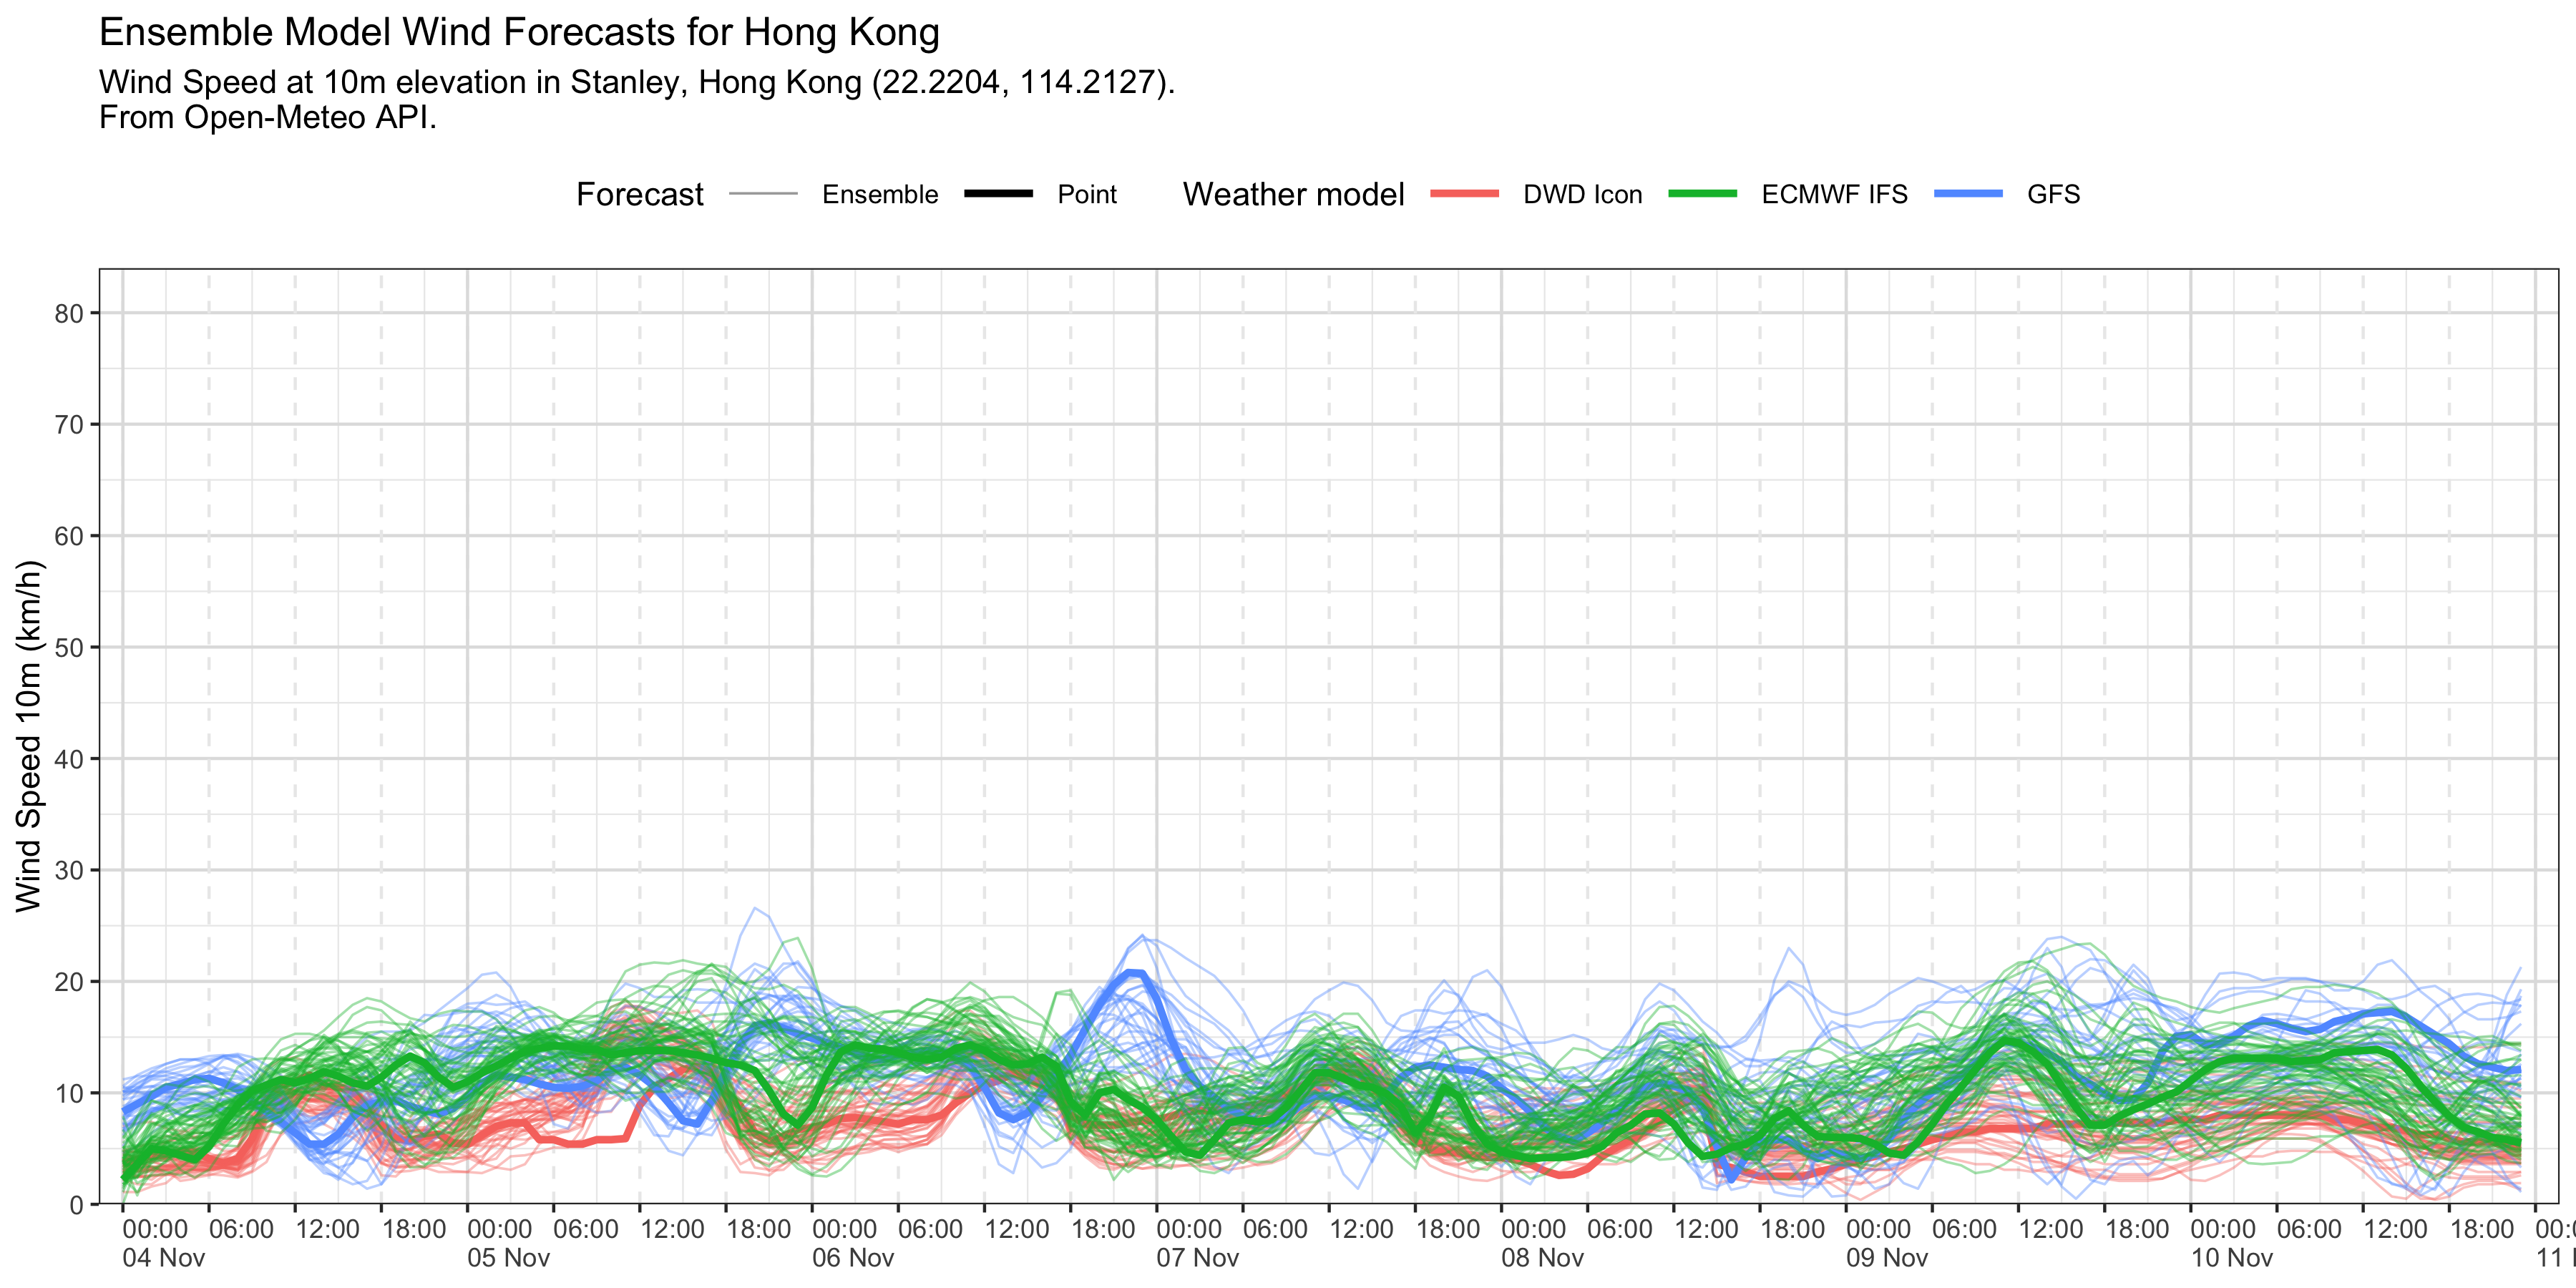 Ensemble Model Wind Forecasts for Hong Kong
Wind Speed at 10m elevation in Stanley, Hong Kong (22.2204, 114.2127).
From Open-Meteo API.
Forecast Ensemble Point Weather model DWD Icon ECMWF IFS GFS
Wind Speed 10m (km/h)
80
70
60
50
40
30
20
10
0
00:00 06:00 12:00 18:00 00:00 06:00 12:00 18:00 00:00 06:00 12:00 18:00 00:00 06:00 12:00 18:00 00:00 06:00 12:00 18:00 00:00 06:00 12:00 18:00 00:00 06:00 12:00 18:00
04 Nov 05 Nov 06 Nov 07 Nov 08 Nov 09 Nov 10 Nov 11